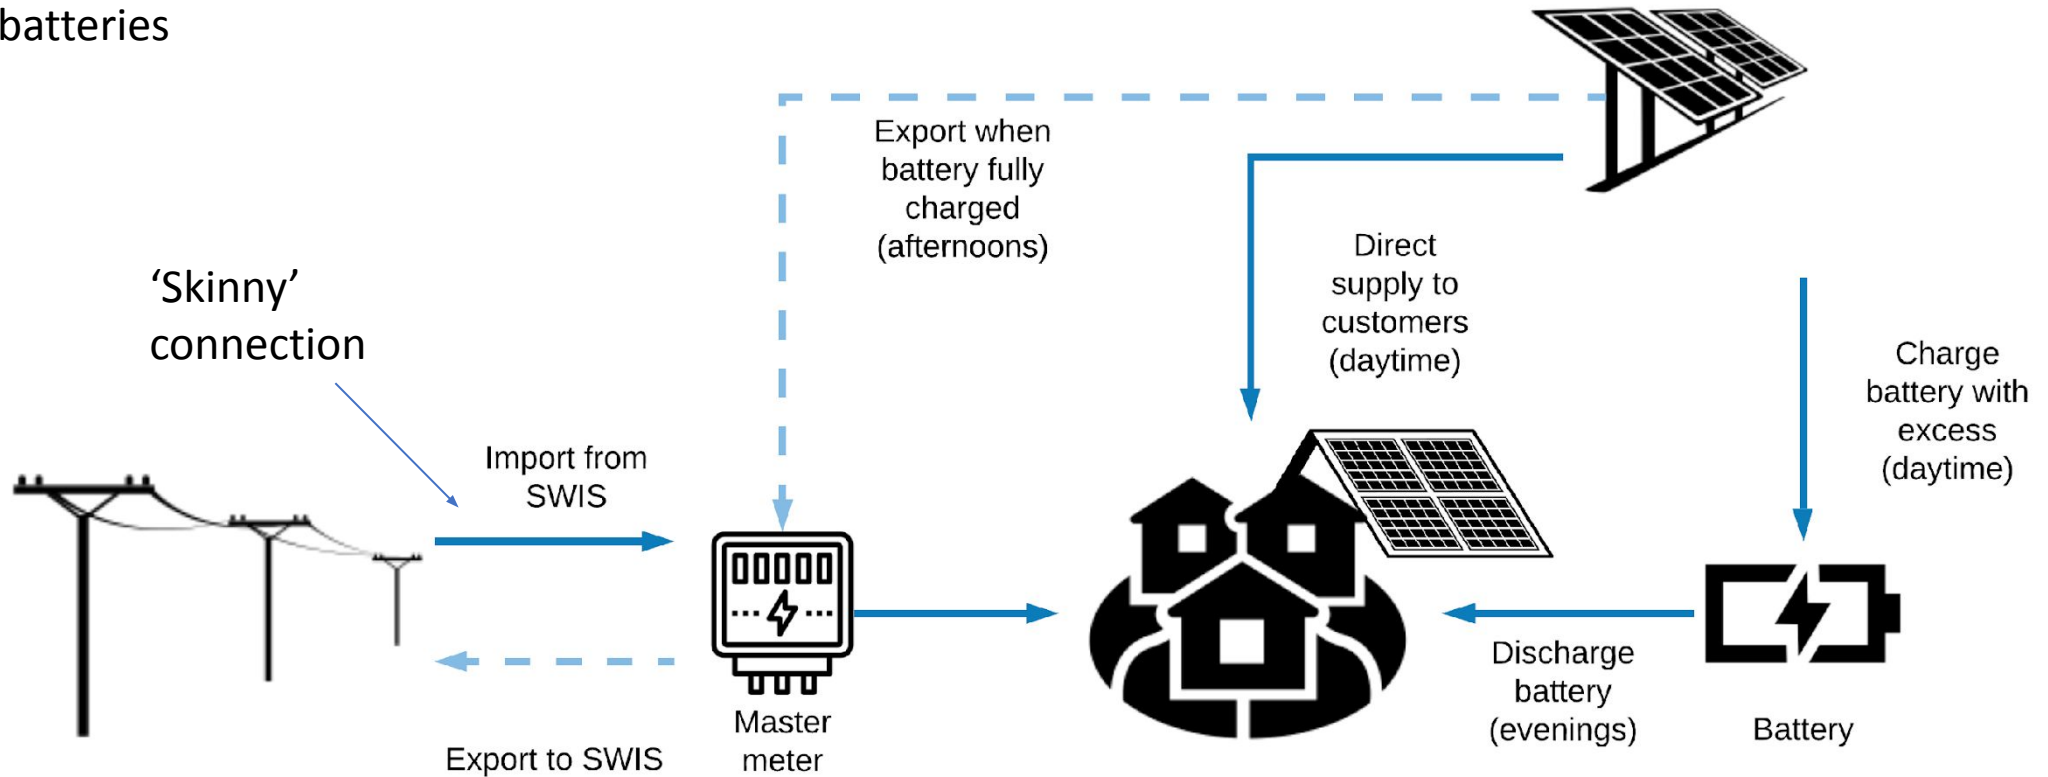 batteries
Export when
battery fully
charged
(afternoons)
Direct
supply to
customers
(daytime)
‘Skinny’
connection
Charge
battery with
excess
(daytime)
Import from
SWIS
Discharge
battery
(evenings)
Battery
Master
meter
Export to SWIS